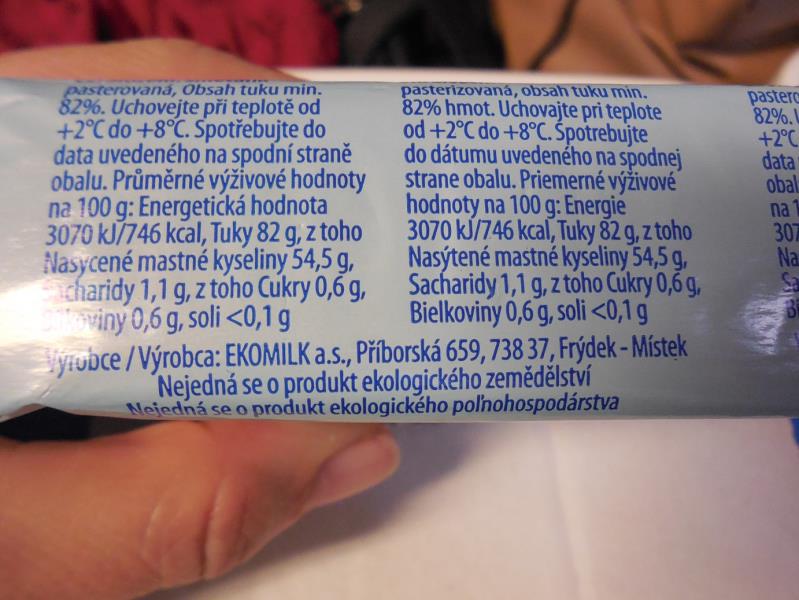 pasterovaná, Obsah tuku min.
82%. Uchovejte při teplotě od
+2°C do +8°C. Spotřebujte do
data uvedeného na spodní straně
obalu. Průměrné výživové hodnoty
na 100 g: Energetická hodnota
3070 kJ/746 kcal, Tuky 82 g, z toho
Nasycené mastné kyseliny 54,5 g,
Sacharidy 1,1 g, z toho Cukry 0,6 g,
Bílkoviny 0,6 g, soli <0,1 g
pasterizovaná, obsah tuku min.
82% hmot. Uchovajte pri teplote
od +2°C do +8°C. Spotrebujte
do dátumu uvedeného na spodnej
strane obalu. Priemerné výživové
hodnoty na 100 g: Energie
3070 kJ/746 kcal, Tuky 82 g, z toho
Nasýtené mastné kyseliny 54,5 g,
Sacharidy 1,1 g, z toho Cukry 0,6 g,
Bielkoviny 0,6 g, soli <0,1 g
Výrobce / Výrobca: EKOMILK a.s., Příborská 659, 738 37, Frýdek - Místek
Nejedná se o produkt ekologického zemědělství
Nejedná se o produkt ekologického poľnohospodárstva
82%.
+2°C
data
na